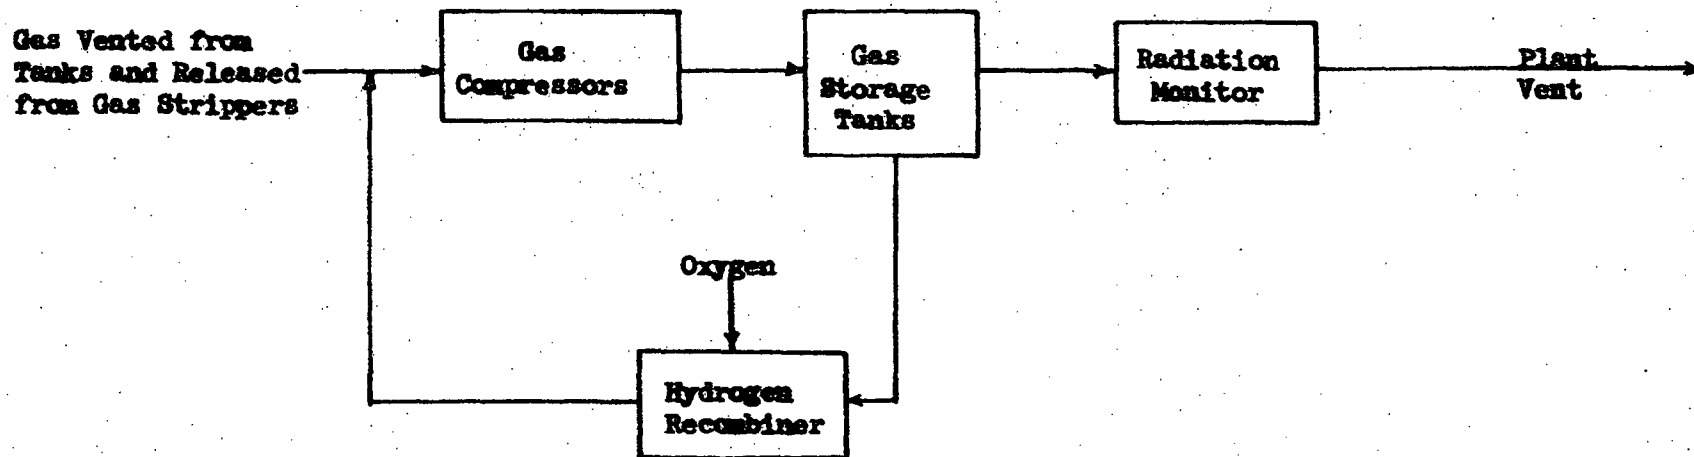 Gas Vented from
Tanks and Released
from Gas Strippers
Gas
Compressors
Gas
Storage
Tanks
Radiation
Monitor
Plant
Vent
Oxygen
Hydrogen
Recombiner